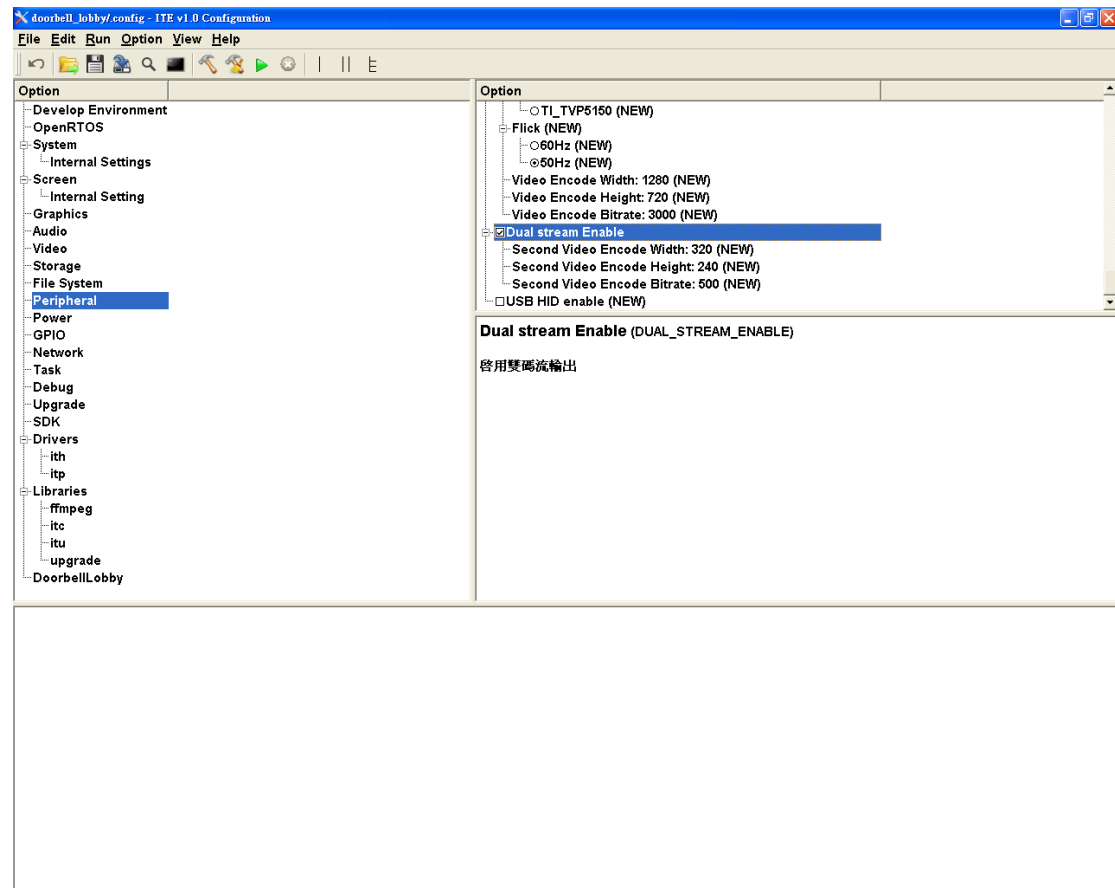 doorbell_lobby/.config - ITE v1.0 Configuration
File Edit Run Option View Help
Option
Develop Environment
OpenRTOS
System
Internal Settings
Screen
Internal Setting
Graphics
Audio
Video
Storage
File System
Peripheral
Power
GPIO
Network
Task
Debug
Upgrade
SDK
Drivers
ith
itp
Libraries
ffmpeg
itc
itu
upgrade
DoorbellLobby
Option
TI_TVP5150 (NEW)
Flick (NEW)
60Hz (NEW)
50Hz (NEW)
Video Encode Width: 1280 (NEW)
Video Encode Height: 720 (NEW)
Video Encode Bitrate: 3000 (NEW)
Dual stream Enable
Second Video Encode Width: 320 (NEW)
Second Video Encode Height: 240 (NEW)
Second Video Encode Bitrate: 500 (NEW)
USB HID enable (NEW)
Dual stream Enable (DUAL_STREAM_ENABLE)
啓用雙碼流輸出